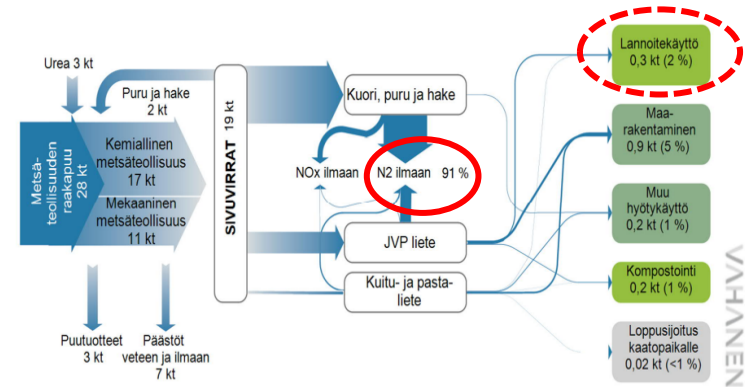 Urea 3 kt
Puru ja hake
2 kt
Metsä-
teollisuuden
raakapuu
28 kt
Kemiallinen
metsäteollisuus
17 kt
Mekaaninen
metsäteollisuus
11 kt
Puutuotteet
3 kt
Päästöt
veteen ja ilmaan
7 kt
SIVUVIRRAT 19 kt
Kuori, puru ja hake
NOx ilmaan
N2 ilmaan 91 %
JVP liete
Kuitu- ja pasta-
liete
Lannoitekäyttö
0,3 kt (2 %)
Maa-
rakentaminen
0,9 kt (5 %)
Muu
hyötykäyttö
0,2 kt (1 %)
Kompostointi
0,2 kt (1 %)
Loppusijoitus
kaatopaikalle
0,02 kt (<1 %)
VAHANEN